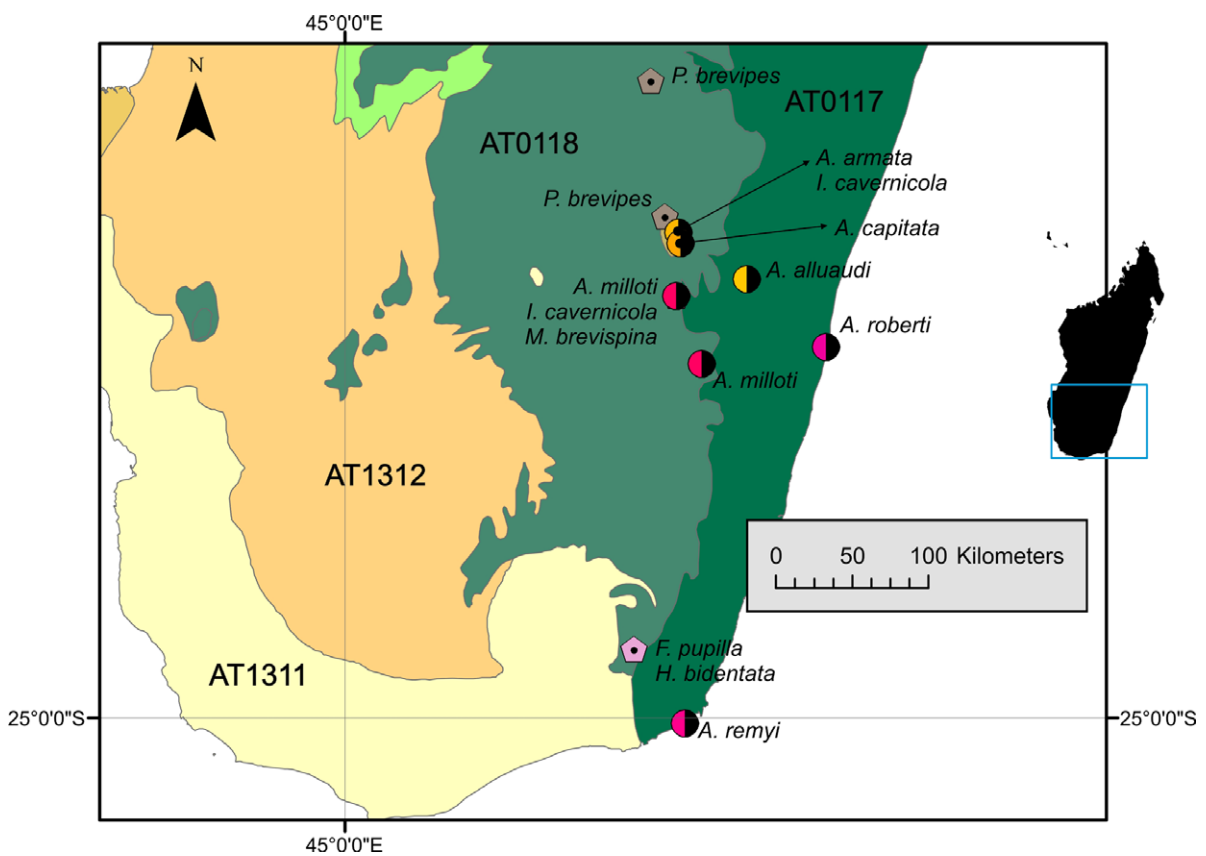 45°0'0"E
N
P. brevipes
AT0117
AT0118
A. armata
I. cavernicola
P. brevipes
A. capitata
A. alluaudi
A. milloti
I. cavernicola
M. brevispina
A. roberti
A. milloti
AT1312
0 50 100 Kilometers
F. pupilla
H. bidentata
AT1311
25°0'0"S
25°0'0"S
A. remyi
45°0'0"E